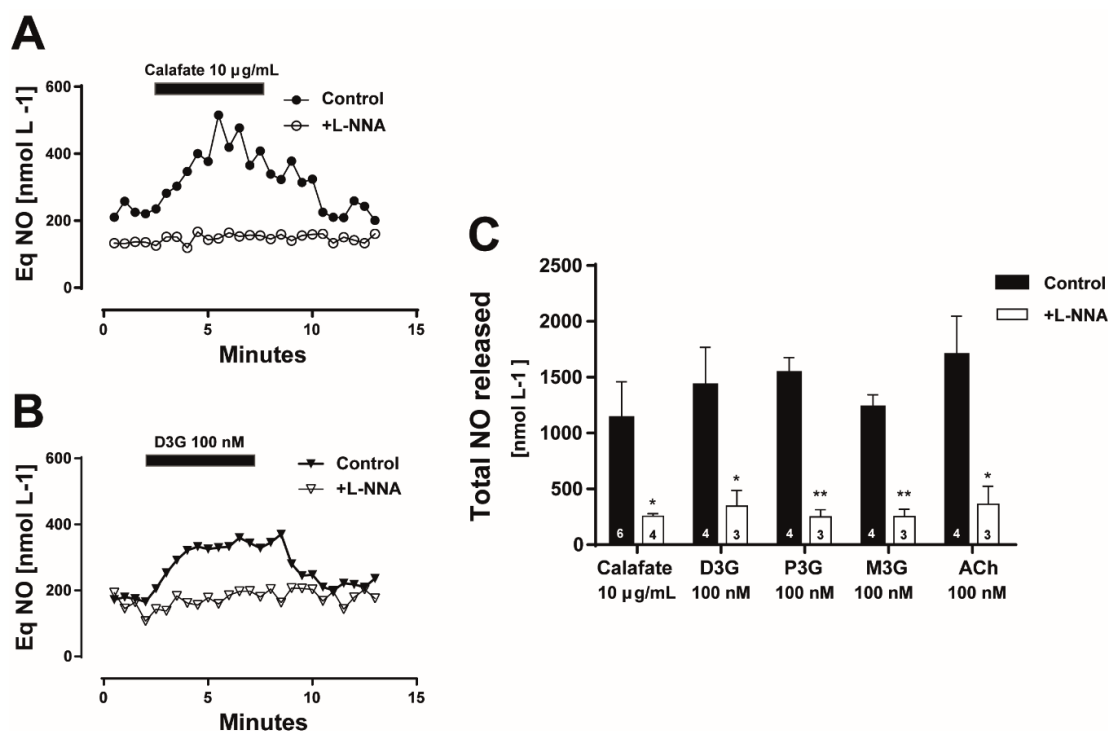 A
Calafate 10 µg/mL
600
400
200
0
Eq NO [nmol L -1]
Control
+L-NNA
0 5 10 15
Minutes
B
D3G 100 nM
600
400
200
0
Eq NO [nmol L-1]
Control
+L-NNA
0 5 10 15
Minutes
C
2500
2000
1500
1000
500
0
Total NO released
[nmol L-1]
Control
+L-NNA
* * ** ** *
6 4 4 3 4 3 4 3 4 3
Calafate D3G P3G M3G ACh
10 µg/mL 100 nM 100 nM 100 nM 100 nM